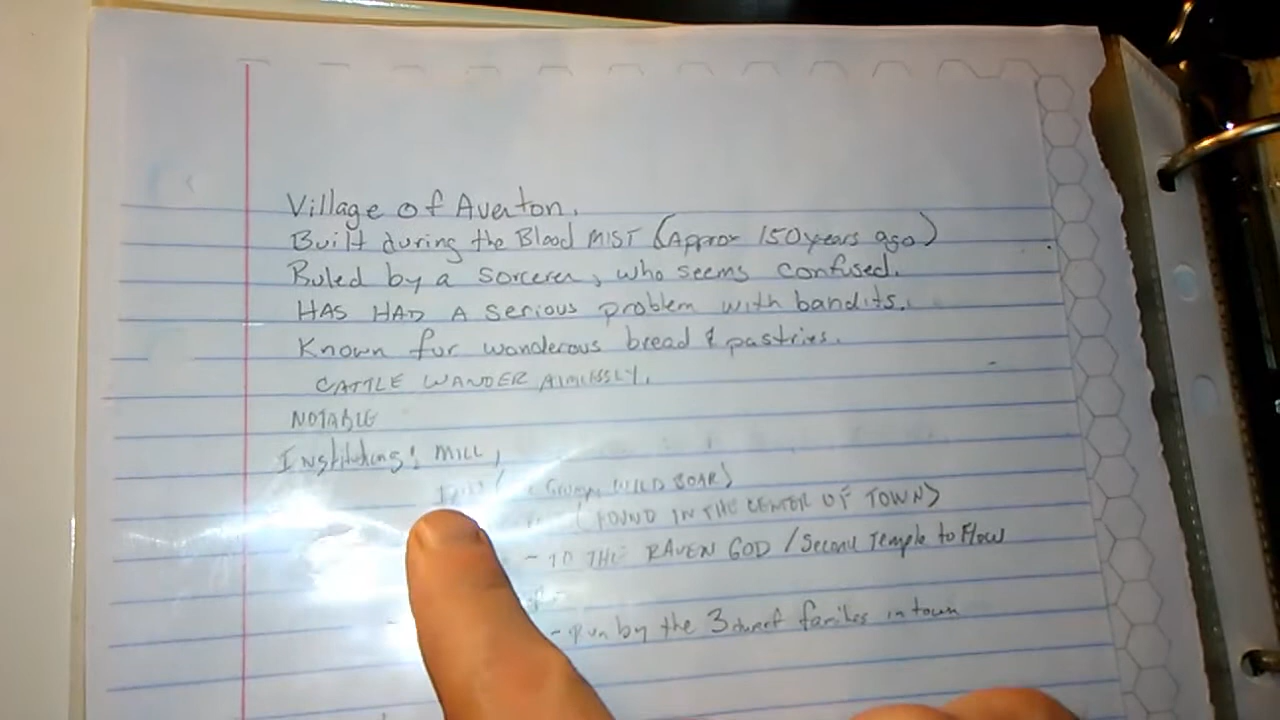 Village of Averton.
Built during the Blood MIST (Approx 150 years ago)
Ruled by a sorcerer, who seems confused.
HAS HAD A serious problem with bandits.
Known for wonderous bread & pastries.
CATTLE WANDER AIMLESSLY.
NOTABLE
Institutions: MILL,
WILD BOAR)
(FOUND IN THE CENTER OF TOWN)
- TO THE RAVEN GOD / Second Temple to Flow
- Run by the 3 dwarf families in town